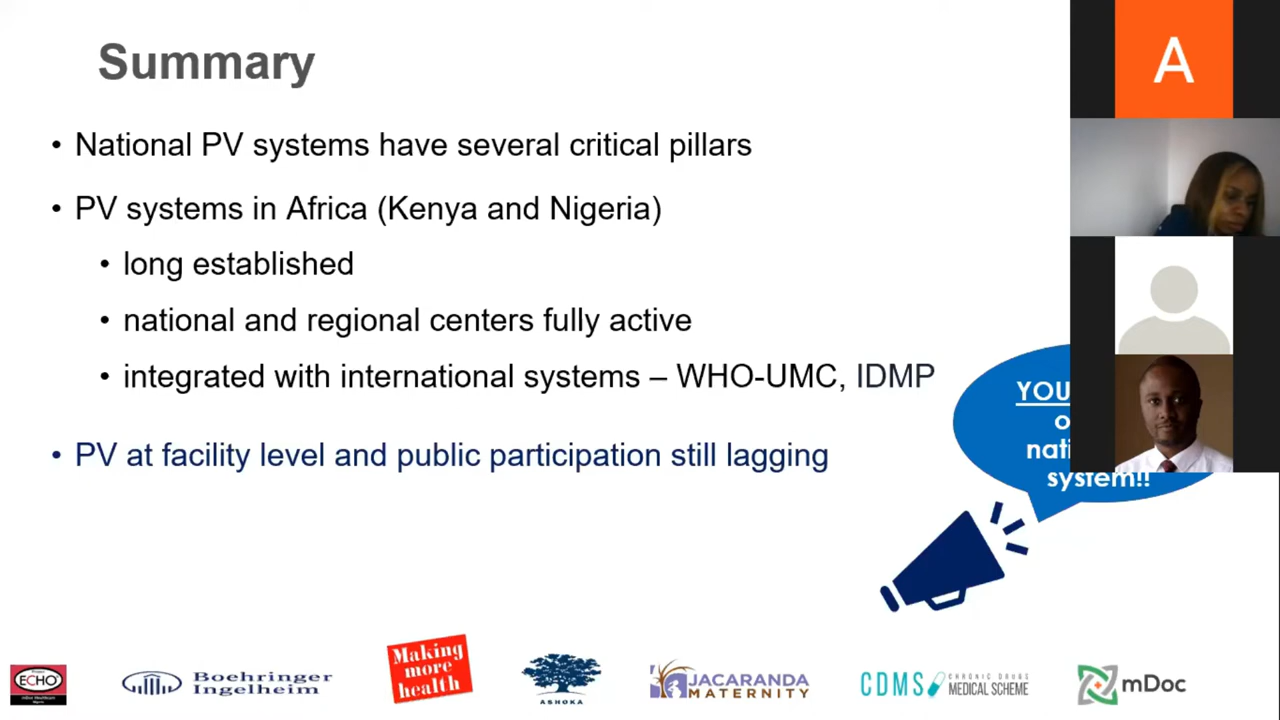 Summary
• National PV systems have several critical pillars
• PV systems in Africa (Kenya and Nigeria)
• long established
• national and regional centers fully active
• integrated with international systems – WHO-UMC, IDMP
• PV at facility level and public participation still lagging
YOU
system!!
A
ECHO
Boehringer
Ingelheim
Making
more
health
ASHOKA
JACARANDA
MATERNITY
CDMS
CHRONIC DRUGS
MEDICAL SCHEME
mDoc